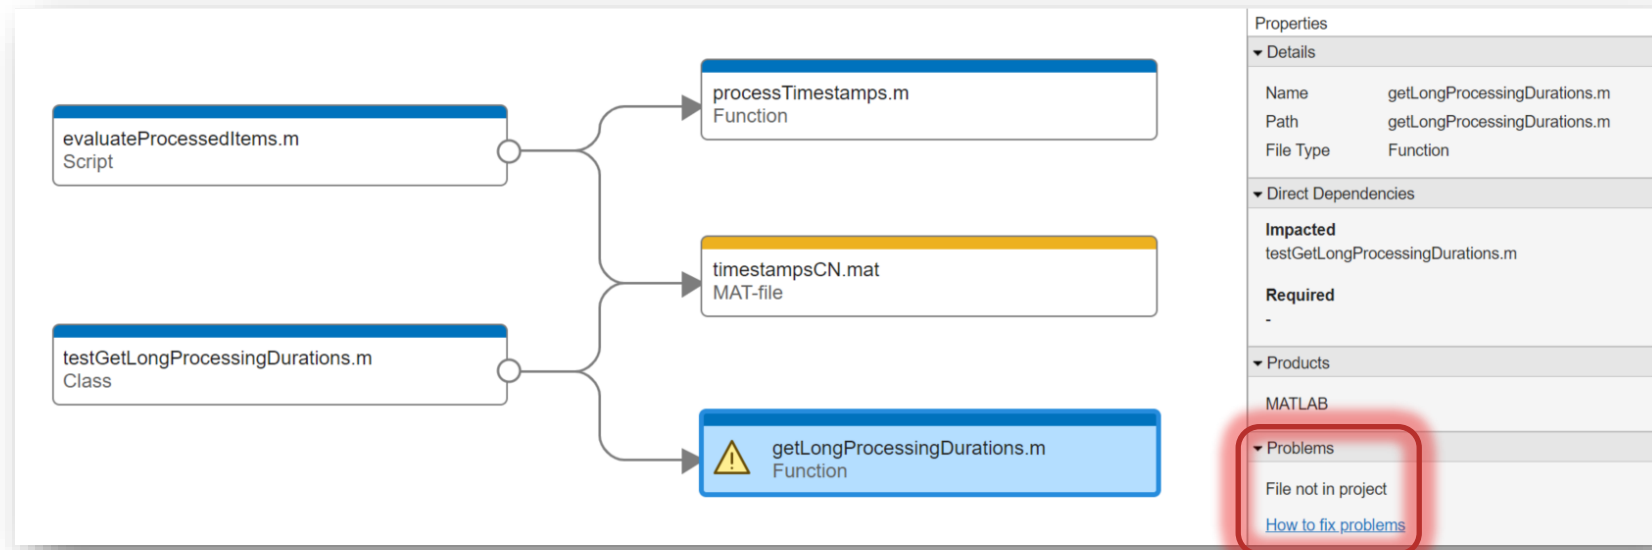 evaluateProcessedItems.m
Script
testGetLongProcessingDurations.m
Class
processTimestamps.m
Function
timestampsCN.mat
MAT-file
getLongProcessingDurations.m
Function
Properties
Details
Name getLongProcessingDurations.m
Path getLongProcessingDurations.m
File Type Function
Direct Dependencies
Impacted
testGetLongProcessingDurations.m
Required
-
Products
MATLAB
Problems
File not in project
How to fix problems